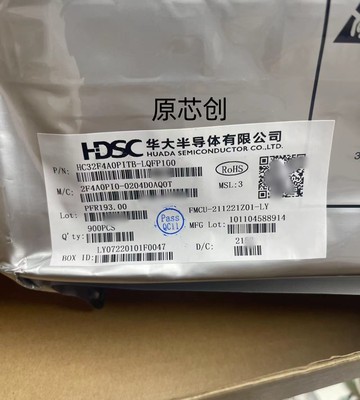 原芯创
HDSC 华大半导体有限公司
HUADA SEMICONDUCTOR CO.,LTD.
P/N: HC32F4A0PITB-LQFP100
RoHS
M/C: 2F4A0P10-0204D0AQ0T
MSL:3
PFR193.00
Lot:
Pass
QC11
FMCU-211221Z01-LY
MFG Lot: 101104588914
Q'ty: 900PCS
D/C: 21
BOX ID: LY07220101F0047